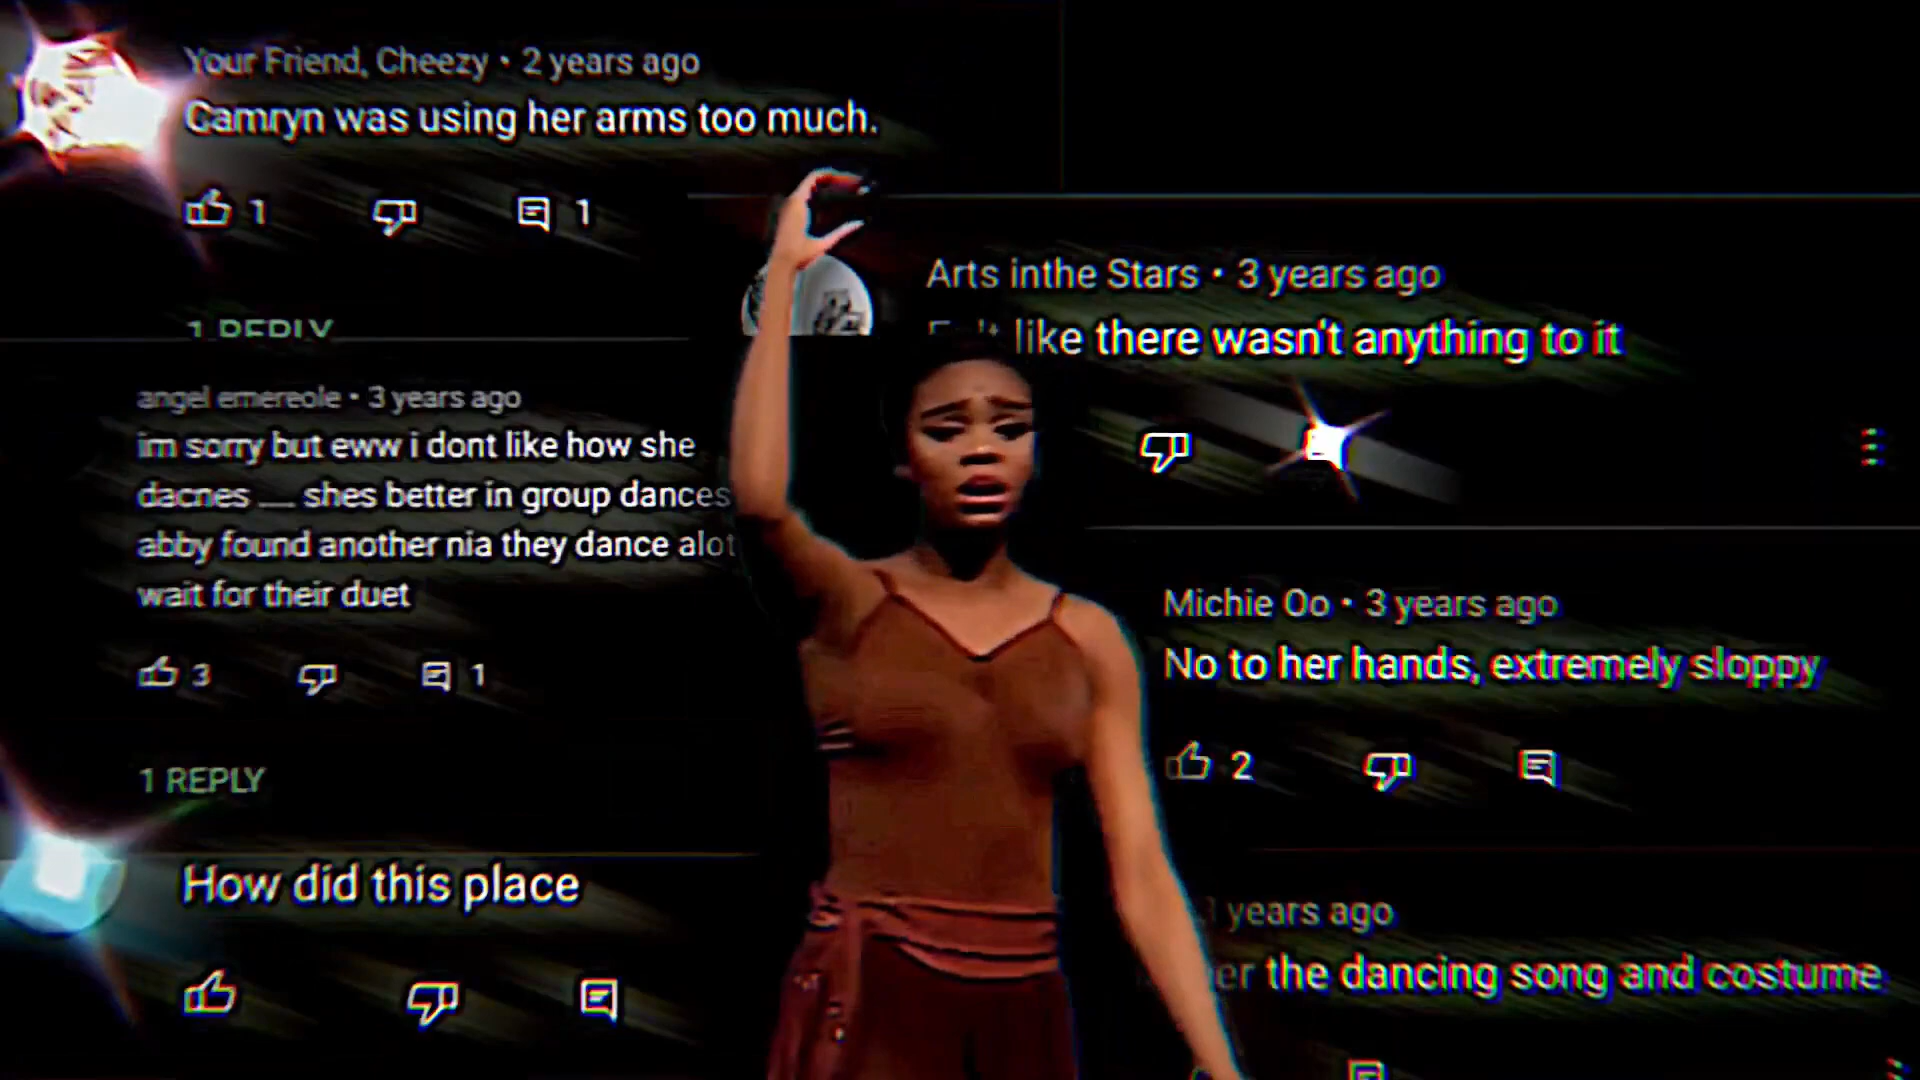 Your Friend, Cheezy • 2 years ago
Camryn was using her arms too much.
1
1
1 REPLY
Arts inthe Stars • 3 years ago
like there wasn't anything to it
angel emereole • 3 years ago
im sorry but eww i dont like how she
dacnes .... shes better in group dances
abby found another nia they dance alot
wait for their duet
3
1
1 REPLY
Michie Oo • 3 years ago
No to her hands, extremely sloppy
2
How did this place
years ago
the dancing song and costume